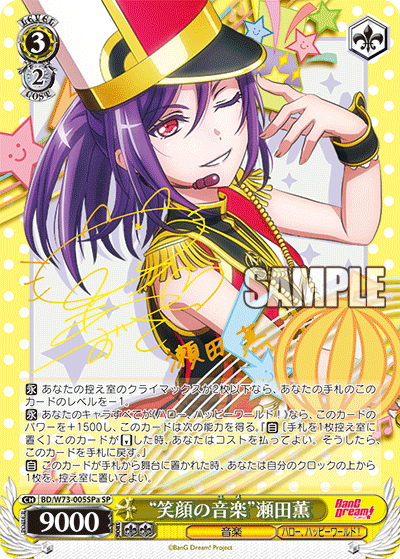 LEVEL
3
2
COST
SAMPLE
瀬田薫
永 あなたの控え室のクライマックスが2枚以下なら、あなたの手札のこの
カードのレベルを－1。
永 あなたのキャラすべてが《ハロー、ハッピーワールド！》なら、このカードの
パワーを＋1500し、このカードは次の能力を得る。『自［手札を1枚控え室
に置く］このカードが した時、あなたはコストを払ってよい。そうしたら、
このカードを手札に戻す。』
自 このカードが手札から舞台に置かれた時、あなたは自分のクロックの上から
1枚を、控え室に置いてよい。
CH BD/W73-005SPa SP
9000
“笑顔の音楽”瀬田薫
BanG Dream!
音楽
ハロー、ハッピーワールド！
©BanG Dream! Project